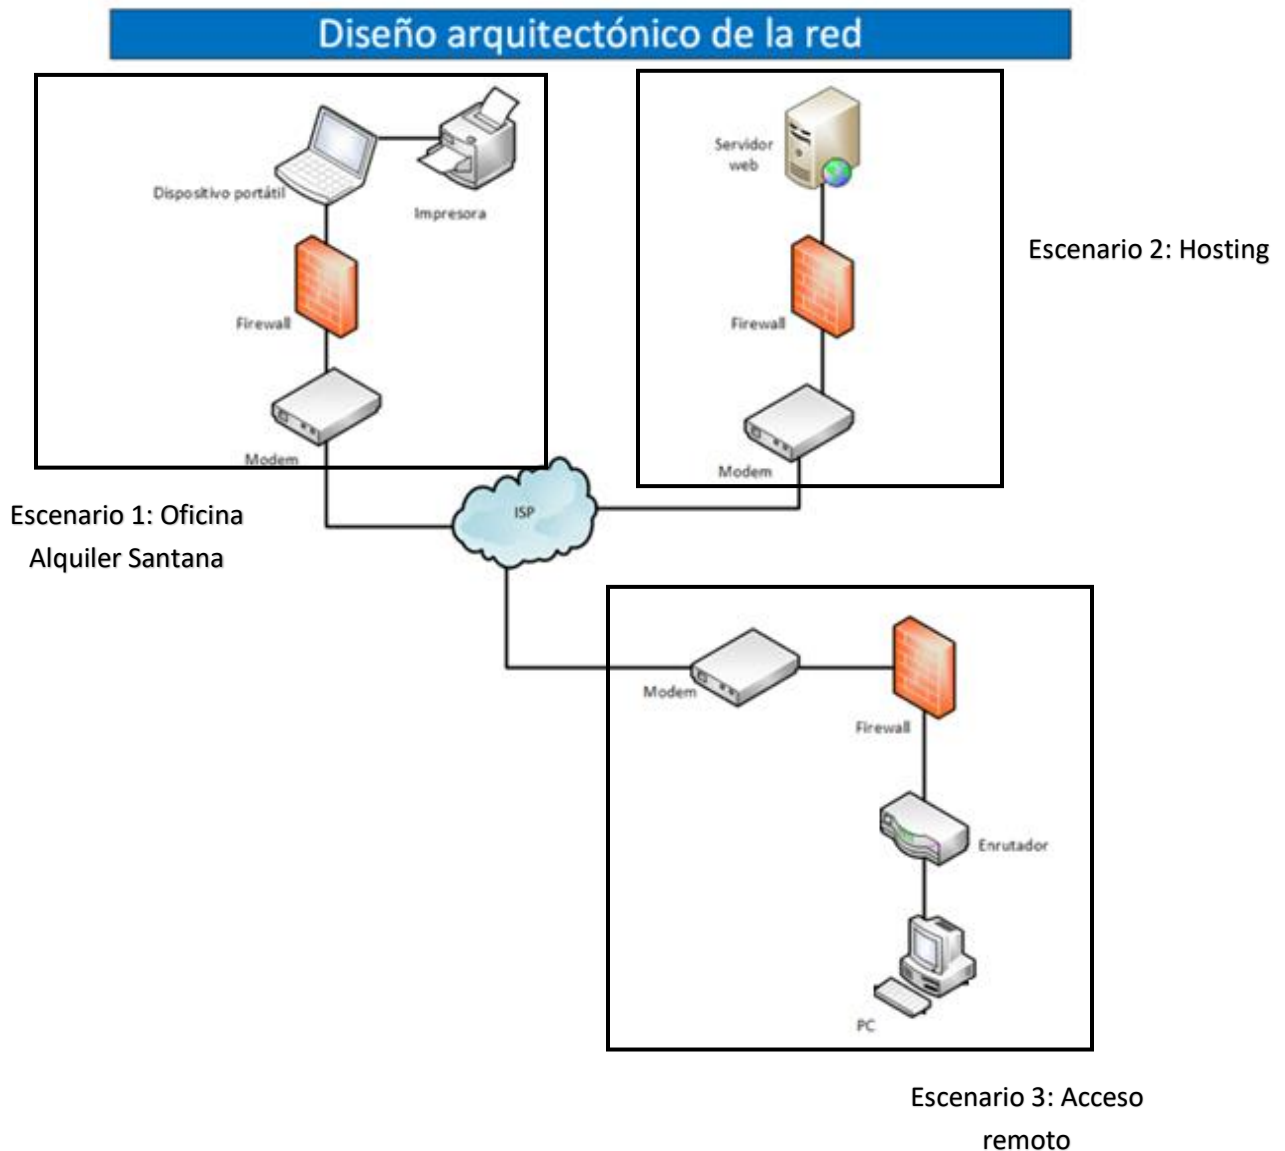 Diseño arquitectónico de la red
Dispositivo portátil
Impresora
Firewall
Modem
Escenario 1: Oficina
Alquiler Santana
Servidor
web
Firewall
Modem
Escenario 2: Hosting
ISP
Modem
Firewall
Enrutador
PC
Escenario 3: Acceso
remoto